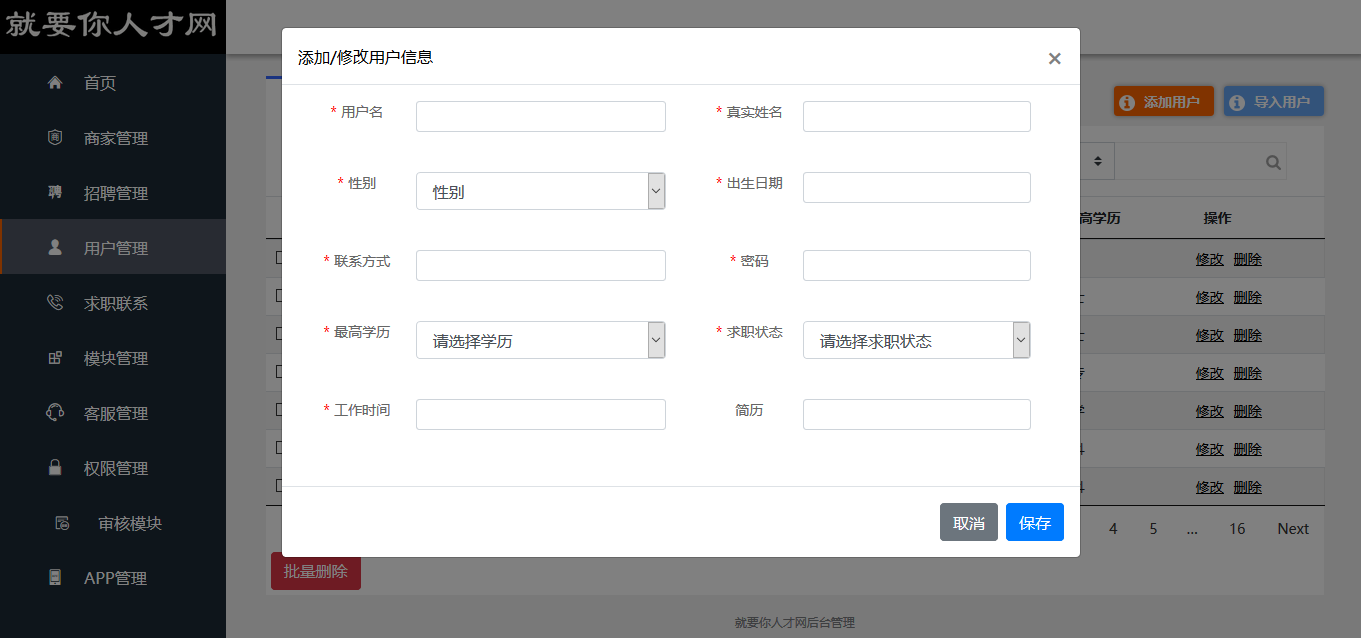 就要你人才网
首页
商家管理
招聘管理
用户管理
求职联系
模块管理
客服管理
权限管理
审核模块
APP管理
添加/修改用户信息 ×
* 用户名
* 真实姓名
* 性别 性别
* 出生日期
* 联系方式
* 密码
* 最高学历 请选择学历
* 求职状态 请选择求职状态
* 工作时间
简历
取消 保存
添加用户 导入用户
高学历 操作
修改 删除
修改 删除
修改 删除
修改 删除
修改 删除
修改 删除
修改 删除
4 5 ... 16 Next
批量删除
就要你人才网后台管理